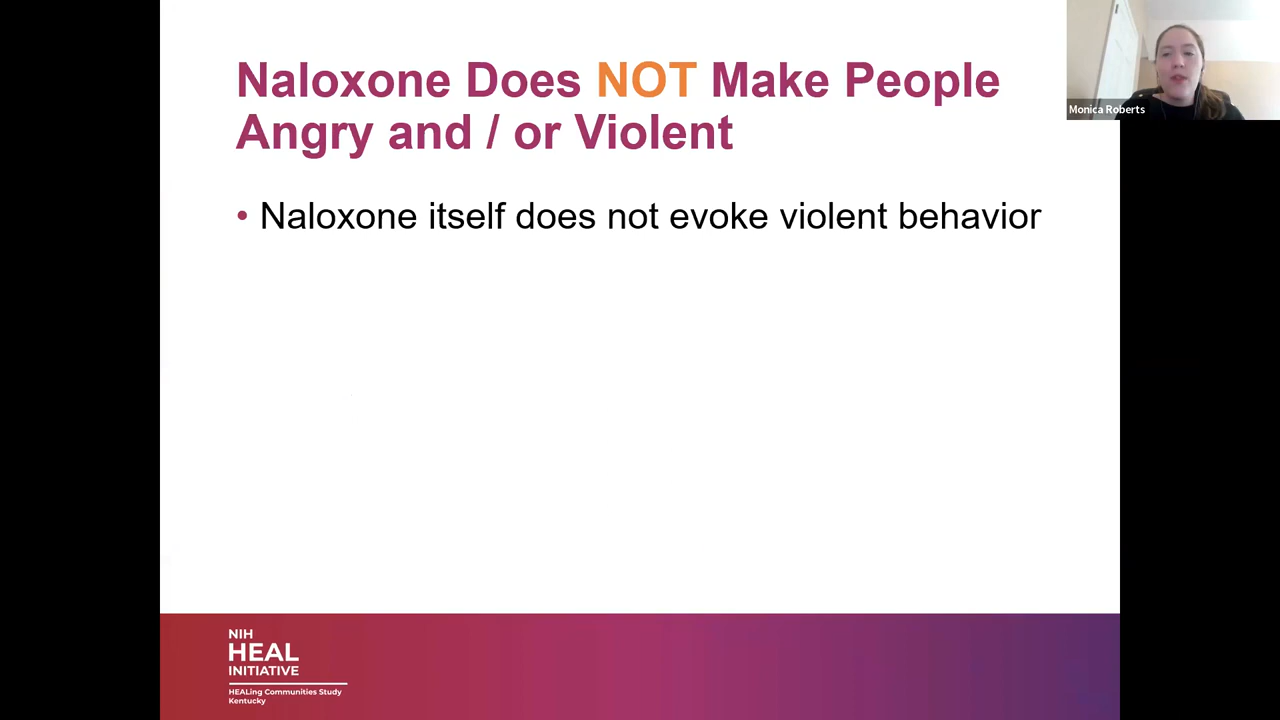 Naloxone Does NOT Make People
Angry and / or Violent
Monica Roberts
• Naloxone itself does not evoke violent behavior
NIH
HEAL
INITIATIVE
HEALing Communities Study
Kentucky